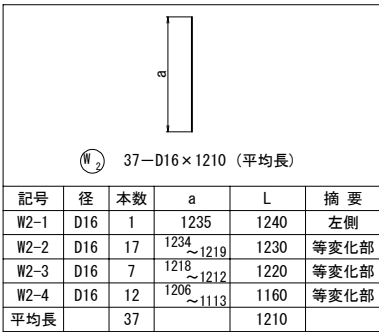 a
W2 37－D16×1210 (平均長)
記号 径 本数 a L 摘 要
W2-1 D16 1 1235 1240 左側
W2-2 D16 17 1234～1219 1230 等変化部
W2-3 D16 7 1218～1212 1220 等変化部
W2-4 D16 12 1206～1113 1160 等変化部
平均長 37 1210